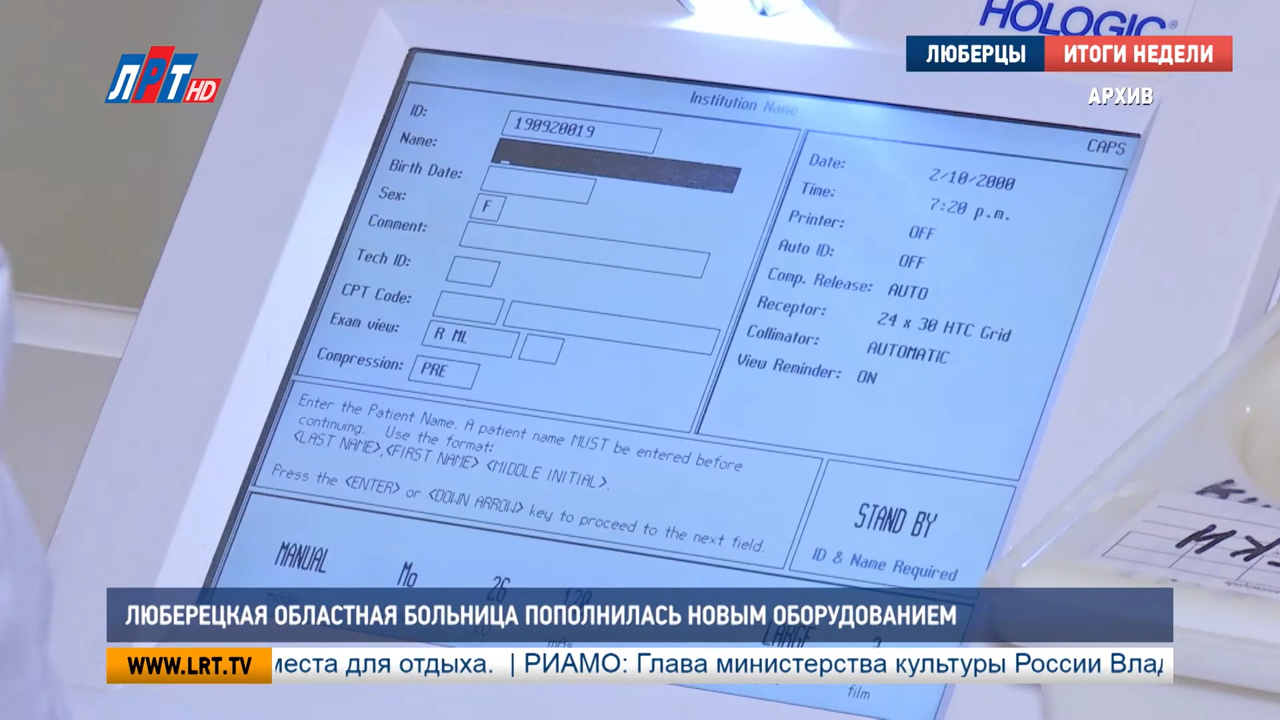 HOLOGIC®
ЛРТ HD
ЛЮБЕРЦЫ ИТОГИ НЕДЕЛИ
АРХИВ
Institution Name
CAPS
ID: 190920019
Name:
Birth Date:
Sex: F
Comment:
Tech ID:
CPT Code:
Exam view: R ML
Compression: PRE
Date: 2/10/2000
Time: 7:20 p.m.
Printer: OFF
Auto ID: OFF
Comp. Release: AUTO
Receptor: 24 x 30 HTC Grid
Collimator: AUTOMATIC
View Reminder: ON
Enter the Patient Name. A patient name MUST be entered before
continuing. Use the format:
<LAST NAME>,<FIRST NAME> <MIDDLE INITIAL>.
Press the <ENTER> or <DOWN ARROW> key to proceed to the next field.
STAND BY
ID & Name Required
MANUAL Mo 26 120
LARGE
film
ЛЮБЕРЕЦКАЯ ОБЛАСТНАЯ БОЛЬНИЦА ПОПОЛНИЛАСЬ НОВЫМ ОБОРУДОВАНИЕМ
WWW.LRT.TV места для отдыха. | РИАМО: Глава министерства культуры России Влад